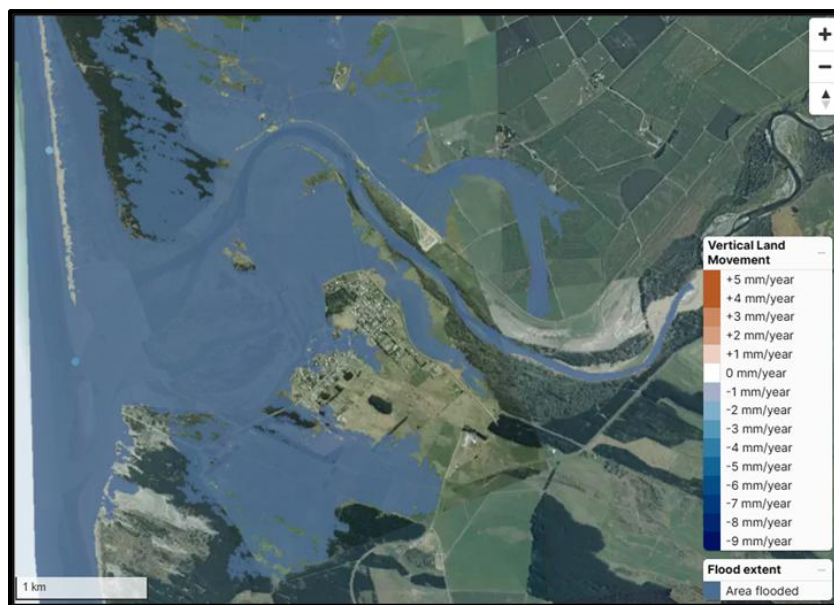 +
−
Vertical Land
Movement
+5 mm/year
+4 mm/year
+3 mm/year
+2 mm/year
+1 mm/year
0 mm/year
-1 mm/year
-2 mm/year
-3 mm/year
-4 mm/year
-5 mm/year
-6 mm/year
-7 mm/year
-8 mm/year
-9 mm/year
Flood extent
Area flooded
1 km